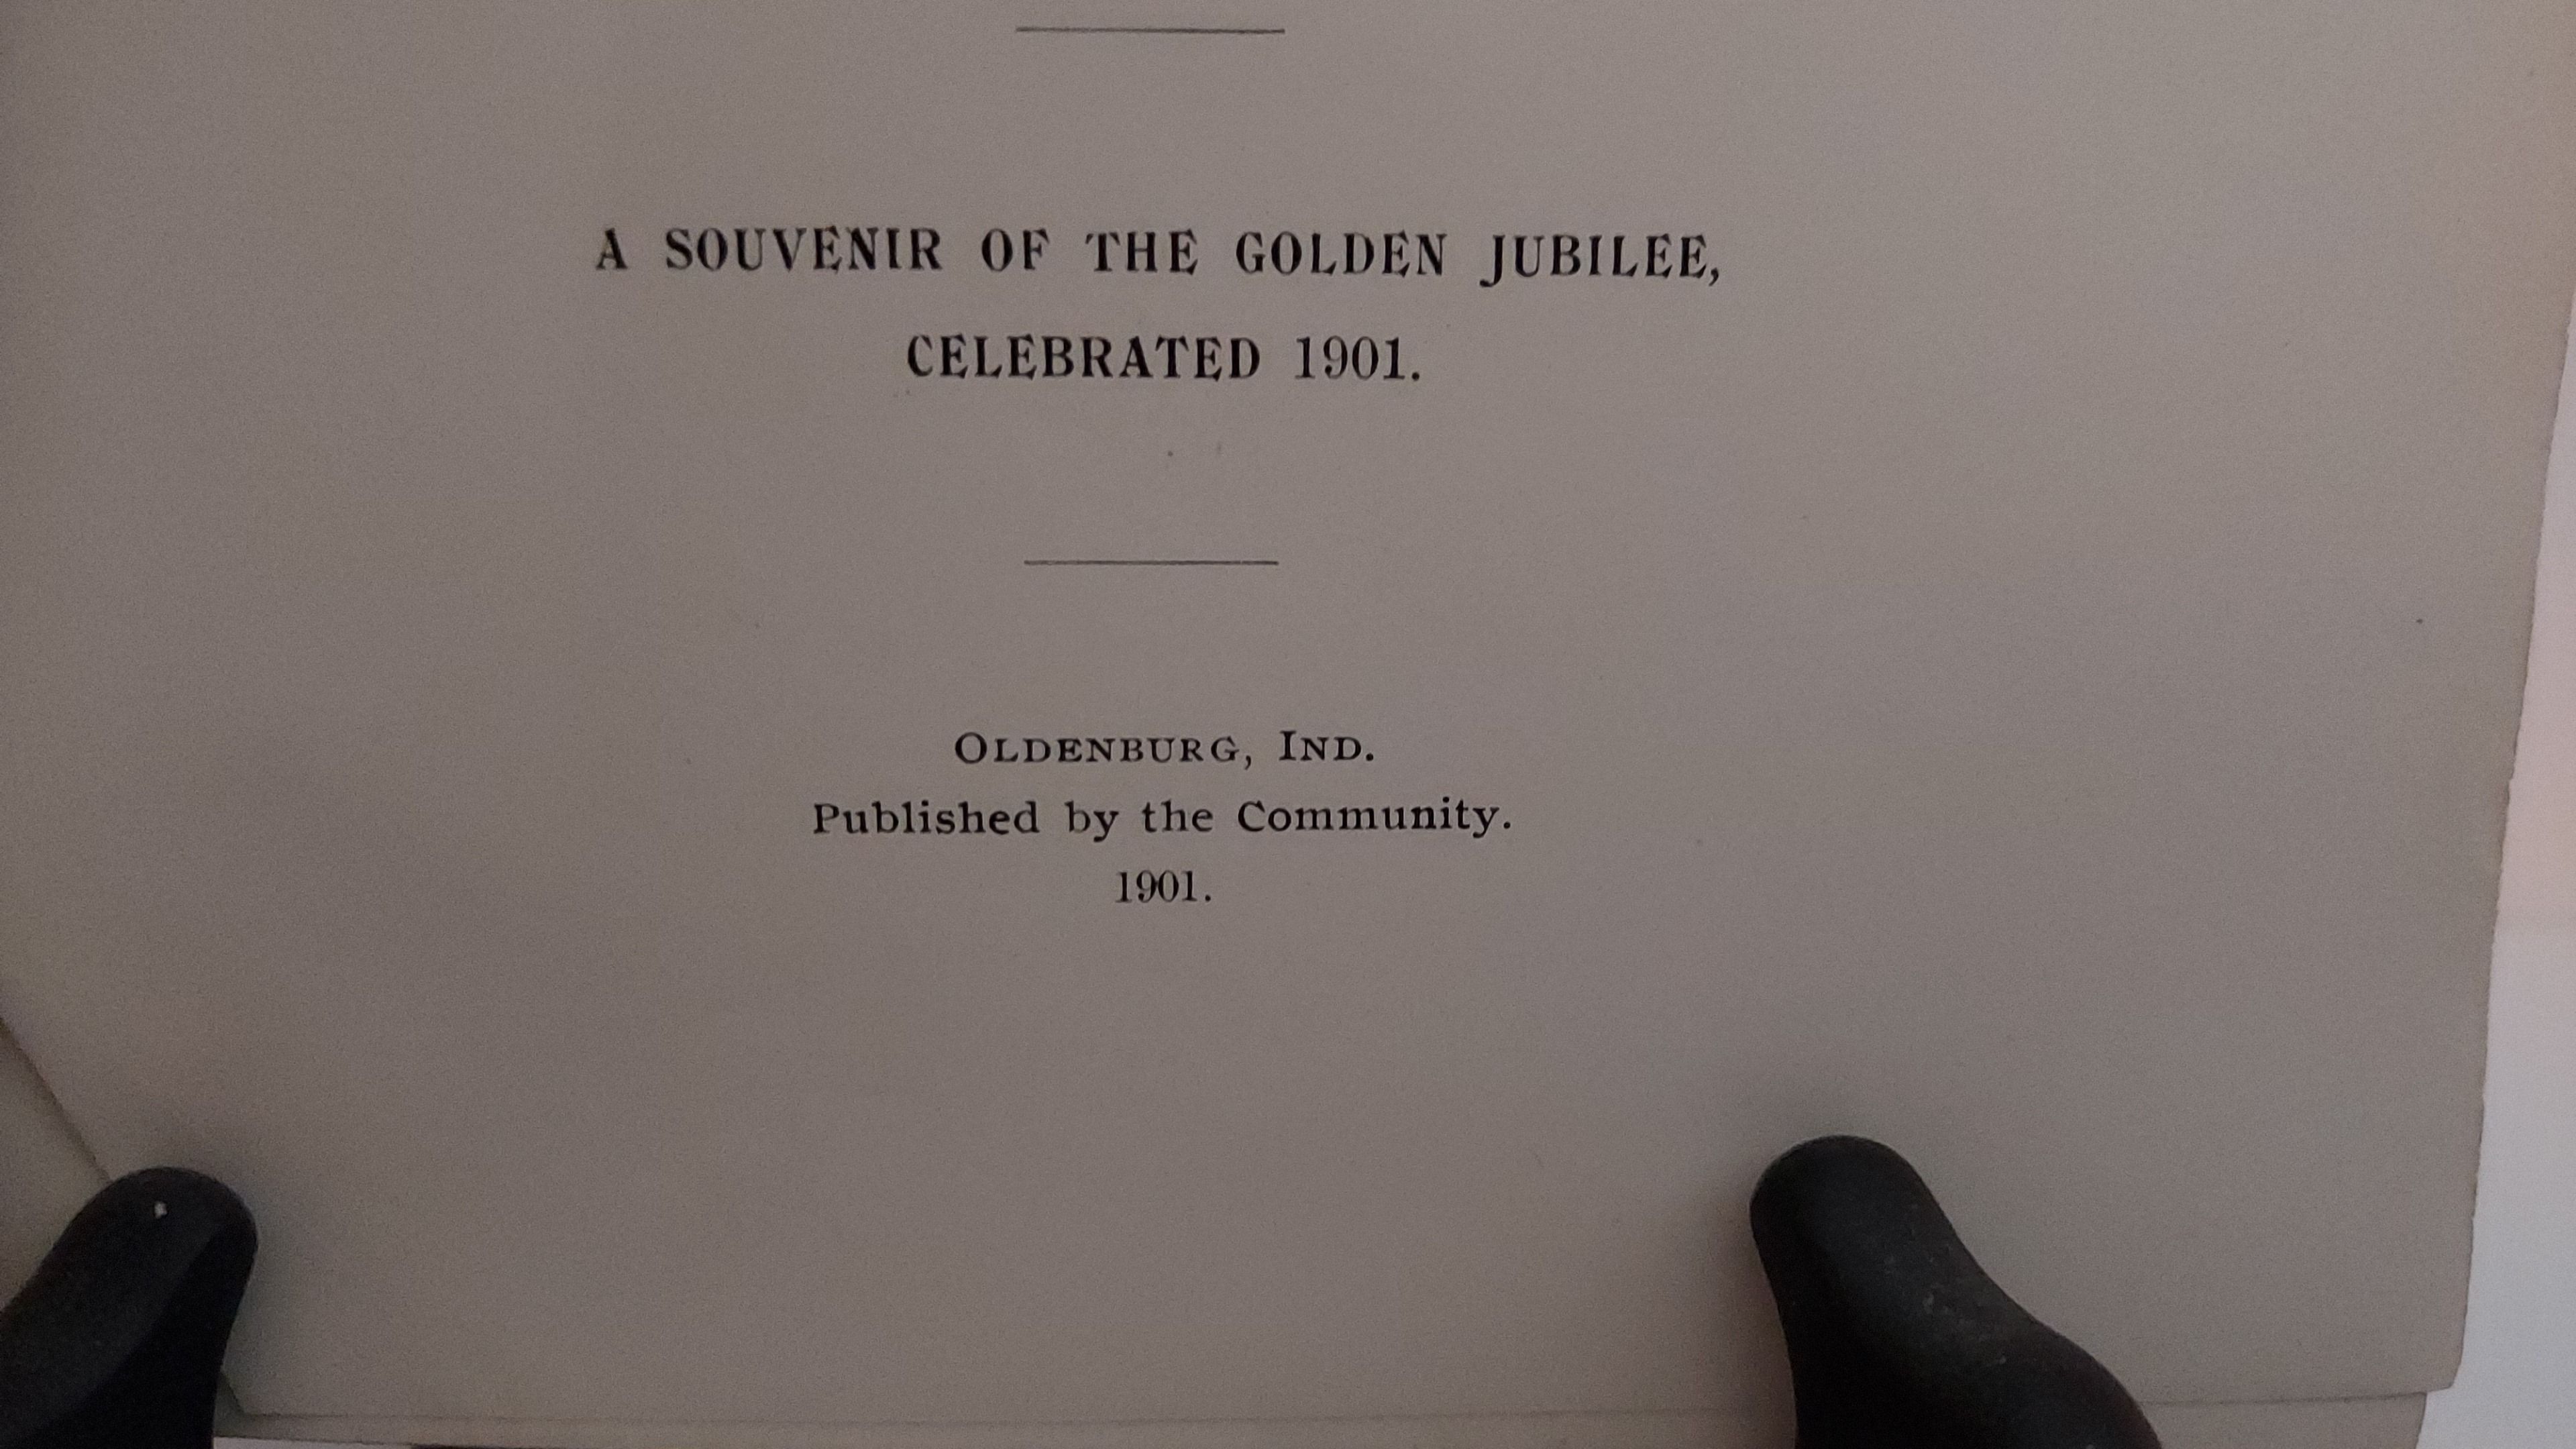 A SOUVENIR OF THE GOLDEN JUBILEE,
CELEBRATED 1901.
OLDENBURG, IND.
Published by the Community.
1901.